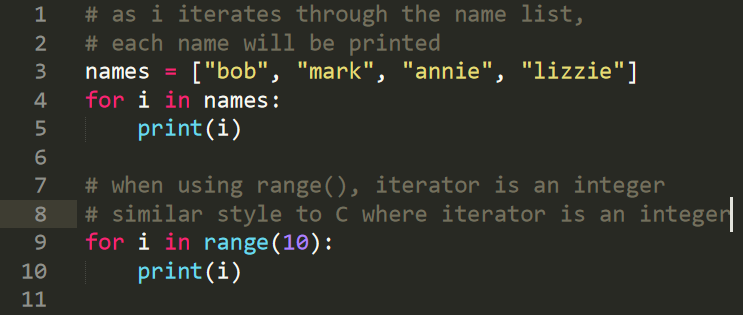 1 # as i iterates through the name list,
2 # each name will be printed
3 names = ["bob", "mark", "annie", "lizzie"]
4 for i in names:
5     print(i)
6
7 # when using range(), iterator is an integer
8 # similar style to C where iterator is an integer
9 for i in range(10):
10     print(i)
11